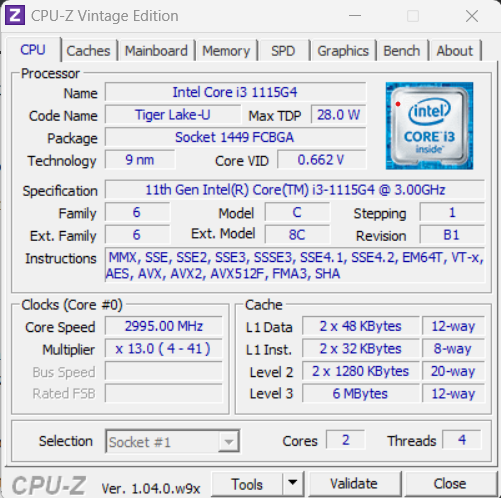 CPU-Z Vintage Edition
CPU Caches Mainboard Memory SPD Graphics Bench About
Processor
Name Intel Core i3 1115G4
Code Name Tiger Lake-U Max TDP 28.0 W
Package Socket 1449 FCBGA
Technology 9 nm Core VID 0.662 V
intel
CORE i3
inside™
Specification 11th Gen Intel(R) Core(TM) i3-1115G4 @ 3.00GHz
Family 6 Model C Stepping 1
Ext. Family 6 Ext. Model 8C Revision B1
Instructions MMX, SSE, SSE2, SSE3, SSSE3, SSE4.1, SSE4.2, EM64T, VT-x,
AES, AVX, AVX2, AVX512F, FMA3, SHA
Clocks (Core #0)
Core Speed 2995.00 MHz
Multiplier x 13.0 ( 4 - 41 )
Bus Speed
Rated FSB
Cache
L1 Data 2 x 48 KBytes 12-way
L1 Inst. 2 x 32 KBytes 8-way
Level 2 2 x 1280 KBytes 20-way
Level 3 6 MBytes 12-way
Selection Socket #1 Cores 2 Threads 4
CPU-Z Ver. 1.04.0.w9x Tools Validate Close